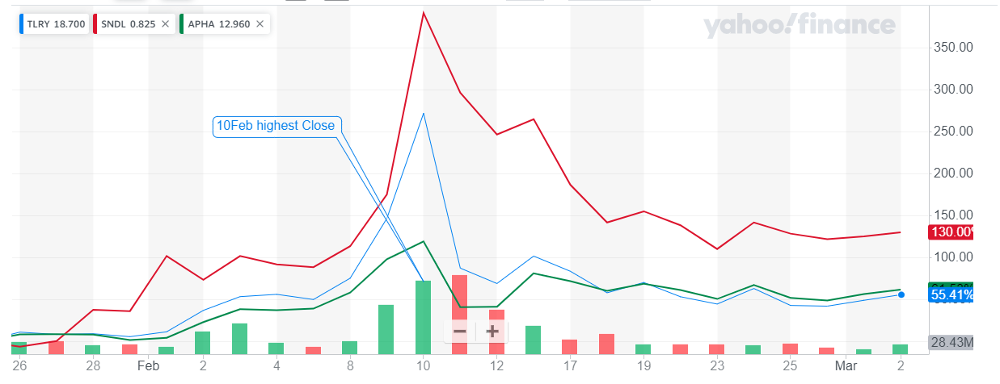 TLRY 18.700 SNDL 0.825 × APHA 12.960 ×
yahoo!finance
350.00
300.00
10Feb highest Close
250.00
200.00
150.00
130.00%
100.00
55.41%
28.43M
26 28 Feb 2 4 8 10 12 17 19 23 25 Mar 2